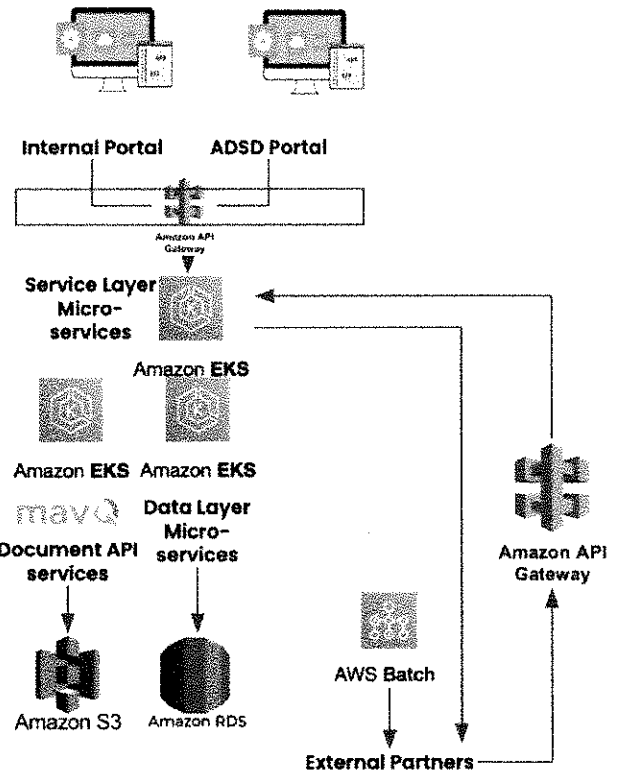 Internal Portal
ADSD Portal
Amazon API
Gateway
Service Layer
Micro-
services
Amazon EKS
Amazon EKS
Amazon EKS
mavQ
Document API
services
Data Layer
Micro-
services
Amazon API
Gateway
AWS Batch
Amazon S3
Amazon RDS
External Partners